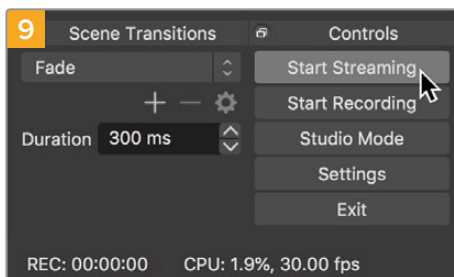 9
Scene Transitions
Controls
Fade
Start Streaming
Start Recording
Duration 300 ms
Studio Mode
Settings
Exit
REC: 00:00:00 CPU: 1.9%, 30.00 fps